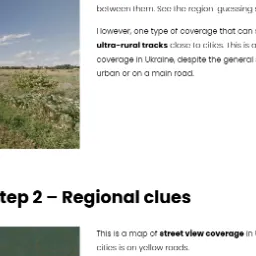 between them. See the region-guessing
However, one type of coverage that can
ultra-rural tracks close to cities. This is a
coverage in Ukraine, despite the general
urban or on a main road.
tep 2 – Regional clues
This is a map of street view coverage in
cities is on yellow roads.